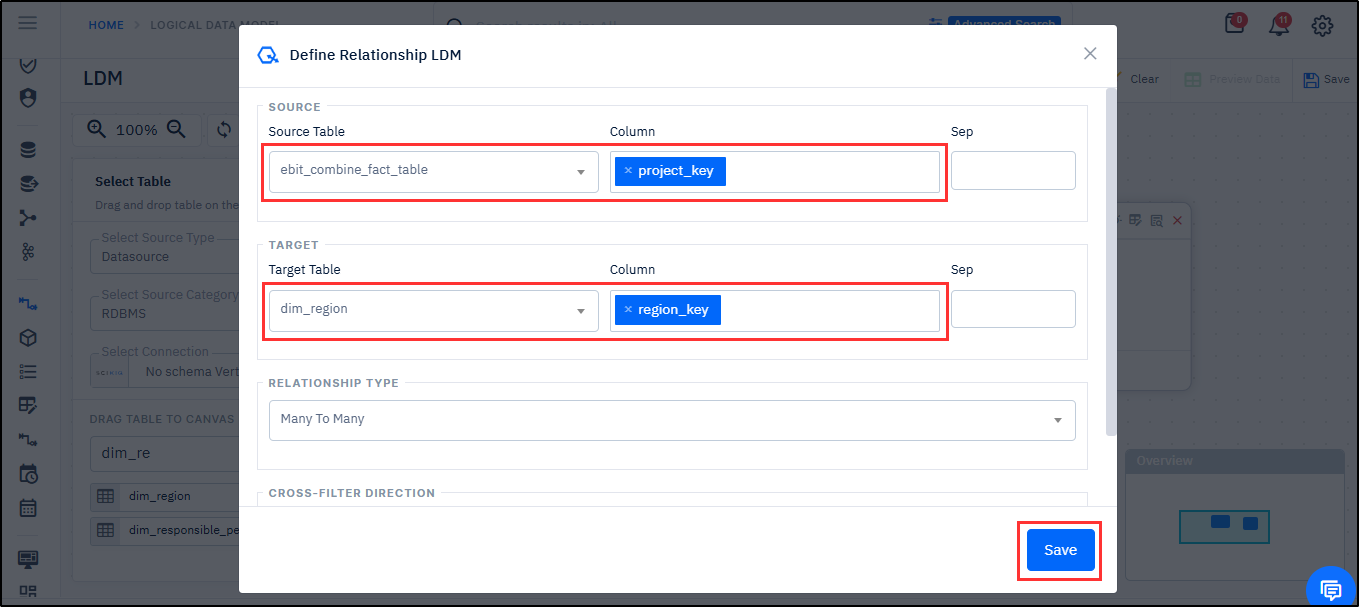 HOME > LOGICAL DATA MODEL
Advanced Search
0
11
LDM
Clear
Preview Data
Save
100%
Select Table
Drag and drop table on the
Select Source Type
Datasource
Select Source Category
RDBMS
Select Connection
No schema Vert
DRAG TABLE TO CANVAS
dim_re
dim_region
dim_responsible_pe
Define Relationship LDM
SOURCE
Source Table
Column
Sep
ebit_combine_fact_table
× project_key
TARGET
Target Table
Column
Sep
dim_region
× region_key
RELATIONSHIP TYPE
Many To Many
CROSS-FILTER DIRECTION
Save
Overview